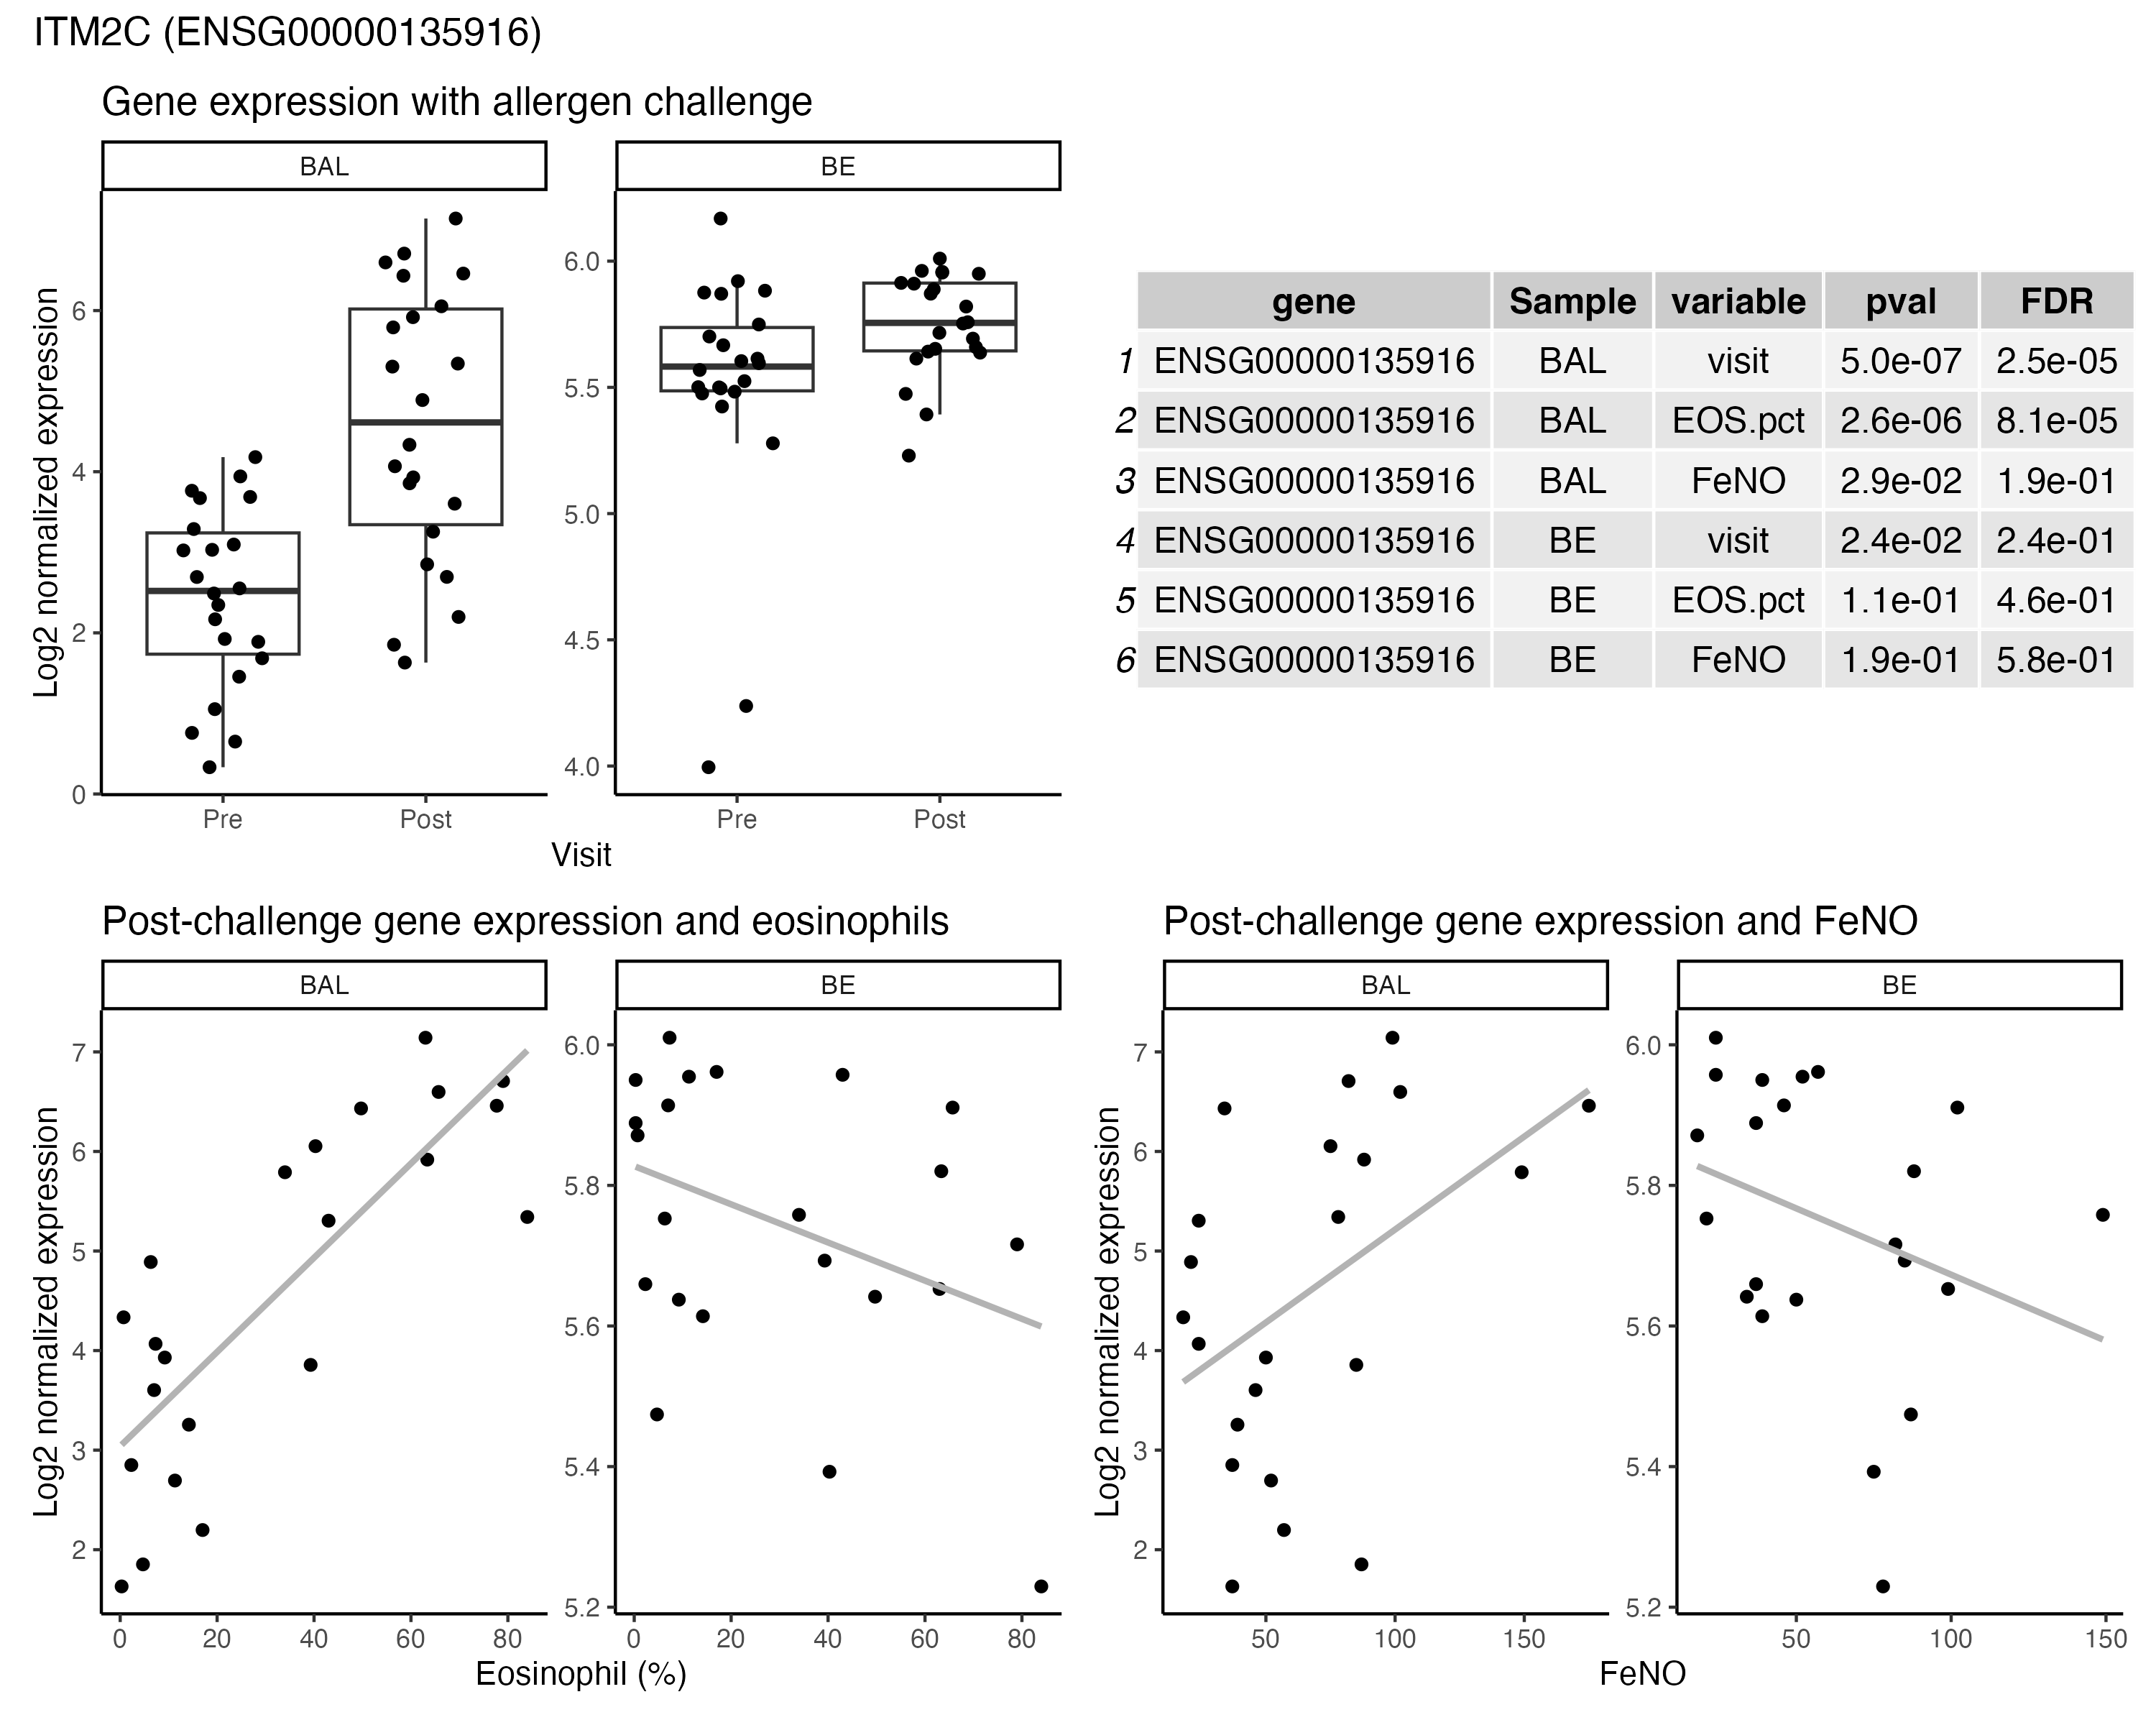 ITM2C (ENSG00000135916)
Gene expression with allergen challenge
BAL
BE
Log2 normalized expression
0
2
4
6
4.0
4.5
5.0
5.5
6.0
Pre
Post
Pre
Post
Visit
gene Sample variable pval FDR
1 ENSG00000135916 BAL visit 5.0e-07 2.5e-05
2 ENSG00000135916 BAL EOS.pct 2.6e-06 8.1e-05
3 ENSG00000135916 BAL FeNO 2.9e-02 1.9e-01
4 ENSG00000135916 BE visit 2.4e-02 2.4e-01
5 ENSG00000135916 BE EOS.pct 1.1e-01 4.6e-01
6 ENSG00000135916 BE FeNO 1.9e-01 5.8e-01
Post-challenge gene expression and eosinophils
BAL
BE
Log2 normalized expression
7
6
5
4
3
2
6.0
5.8
5.6
5.4
5.2
0 20 40 60 80
0 20 40 60 80
Eosinophil (%)
Post-challenge gene expression and FeNO
BAL
BE
Log2 normalized expression
7
6
5
4
3
2
6.0
5.8
5.6
5.4
5.2
50 100 150
50 100 150
FeNO